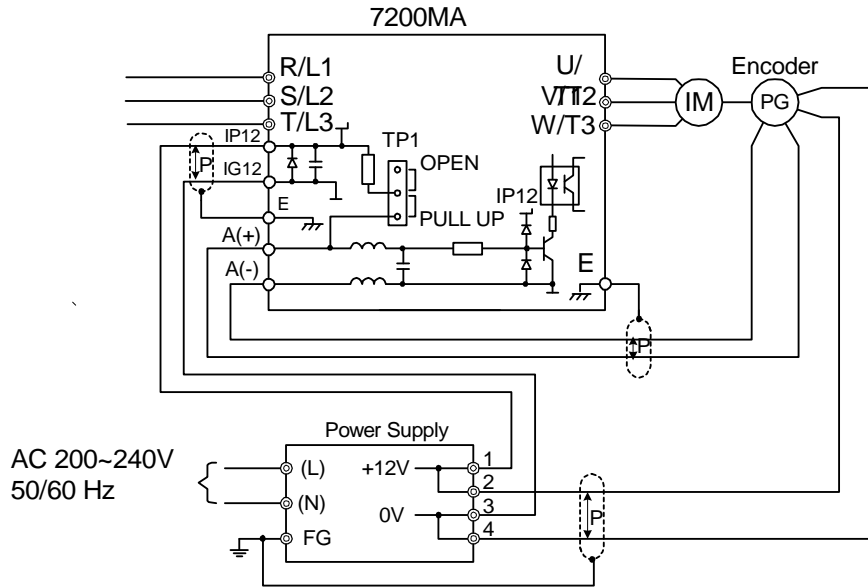 7200MA
R/L1
S/L2
T/L3
U/
W/T3
IM
Encoder
PG
IP12
P
IG12
E
A(+)
A(-)
TP1
OPEN
PULL UP
IP12
E
P
Power Supply
AC 200~240V
50/60 Hz
(L)
(N)
FG
+12V
0V
1
2
3
4
P